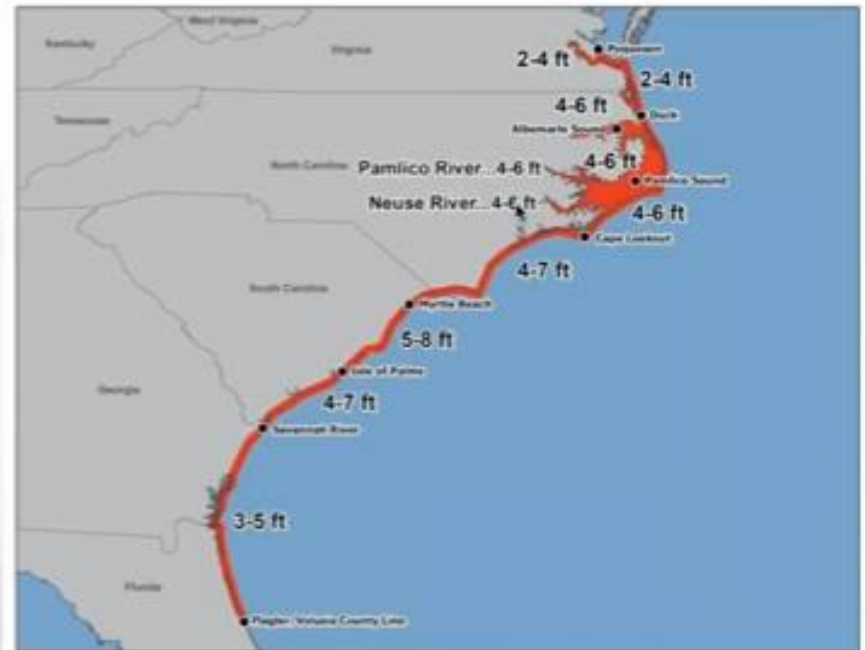 West Virginia
Kentucky
Virginia
Poquoson
2-4 ft
2-4 ft
4-6 ft
Duck
Tennessee
Albemarle Sound
North Carolina
Pamlico River...4-6 ft
4-6 ft
Pamlico Sound
Neuse River...4-6 ft
4-6 ft
Cape Lookout
4-7 ft
South Carolina
Myrtle Beach
5-8 ft
Isle of Palms
Georgia
4-7 ft
Savannah River
3-5 ft
Florida
Flagler/Volusia County Line